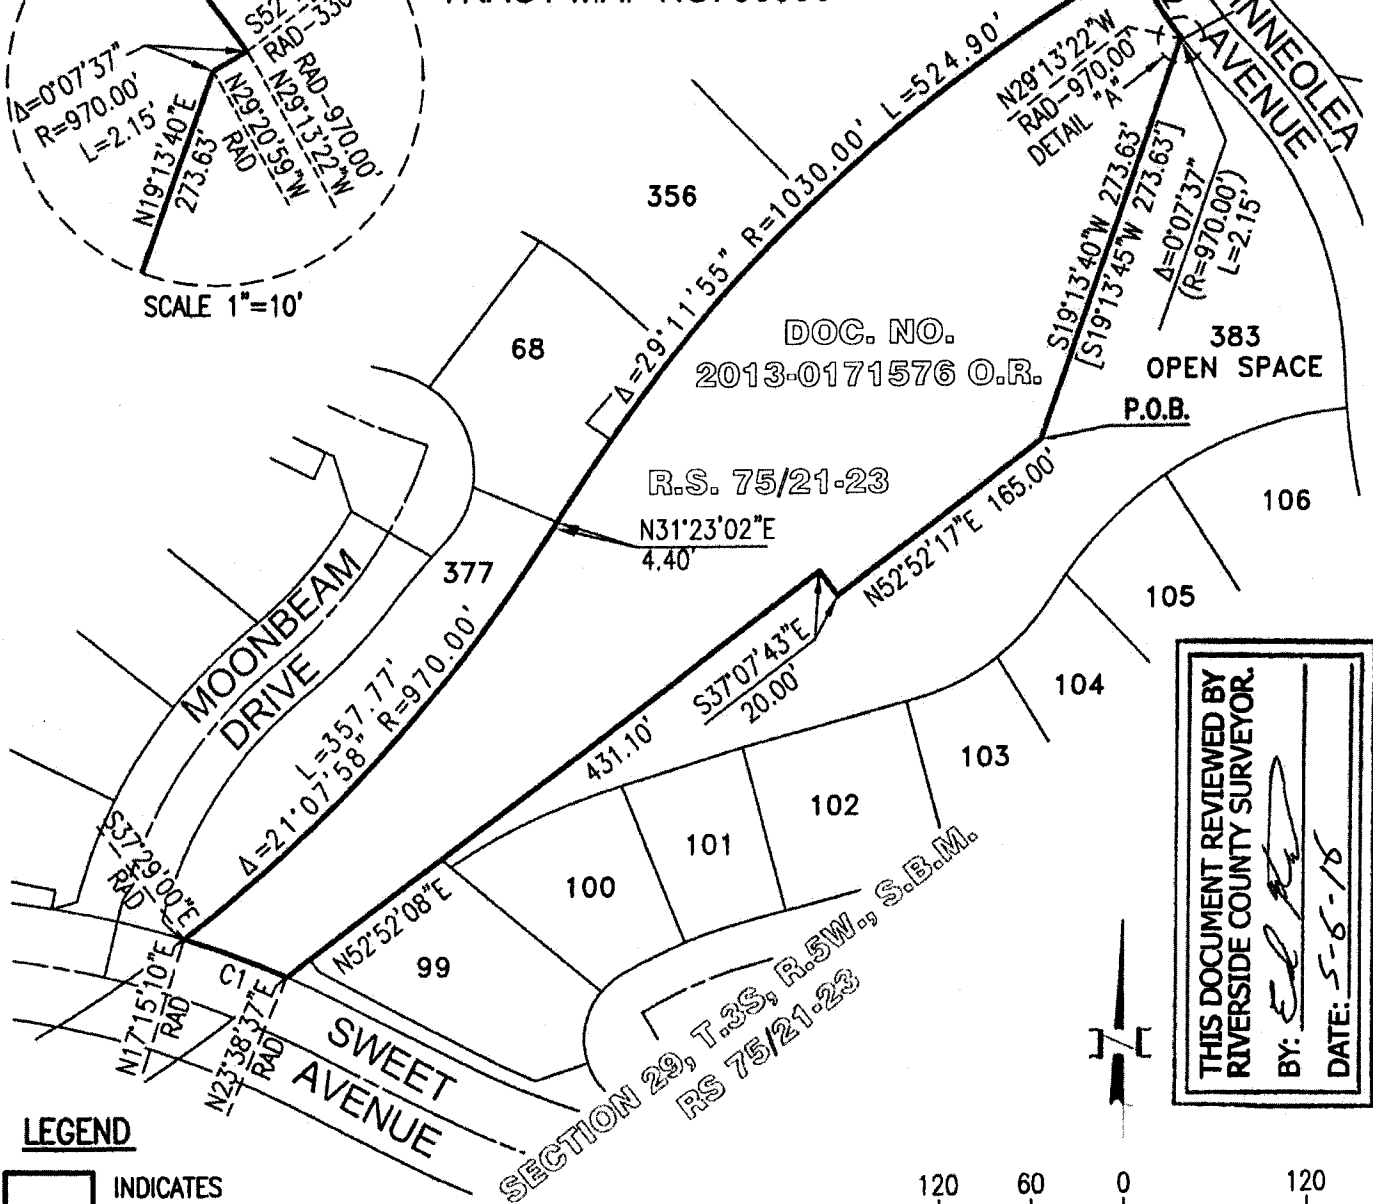 S52°
RAD-330
Δ=0°07'37"
R=970.00'
L=2.15'
RAD-970.00'
N29°13'22"W
N29°20'59"W
RAD
N19°13'40"E
273.63'
SCALE 1"=10'
356
68
377
Δ=29°11'55" R=1030.00' L=524.90'
N29°13'22"W
RAD-970.00'
DETAIL "A"
INNEOLEA
AVENUE
S19°13'40"W 273.63'
[S19°13'45"W 273.63']
Δ=0°07'37"
(R=970.00')
L=2.15'
383
OPEN SPACE
P.O.B.
DOC. NO.
2013-0171576 O.R.
R.S. 75/21-23
N31°23'02"E
4.40'
N52°52'17"E 165.00'
S37°07'43"E
20.00'
431.10'
N52°52'08"E
MOONBEAM
DRIVE
L=357.77'
Δ=21°07'58" R=970.00'
S37°29'00"E
RAD
N17°15'10"E
RAD
C1
N23°38'37"E
RAD
SWEET
AVENUE
99
100
101
102
103
104
105
106
SECTION 29, T.3S, R.5W., S.B.M.
RS 75/21-23
THIS DOCUMENT REVIEWED BY
RIVERSIDE COUNTY SURVEYOR.
BY:
DATE: 5-6-16
LEGEND
INDICATES
120 60 0 120